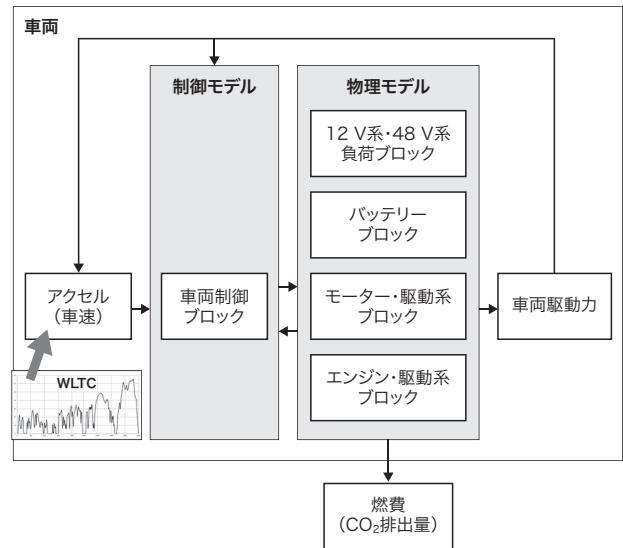 車両
制御モデル
物理モデル
12 V系・48 V系
負荷ブロック
バッテリー
ブロック
アクセル
（車速）
車両制御
ブロック
モーター・駆動系
ブロック
車両駆動力
エンジン・駆動系
ブロック
WLTC
燃費
（CO₂排出量）